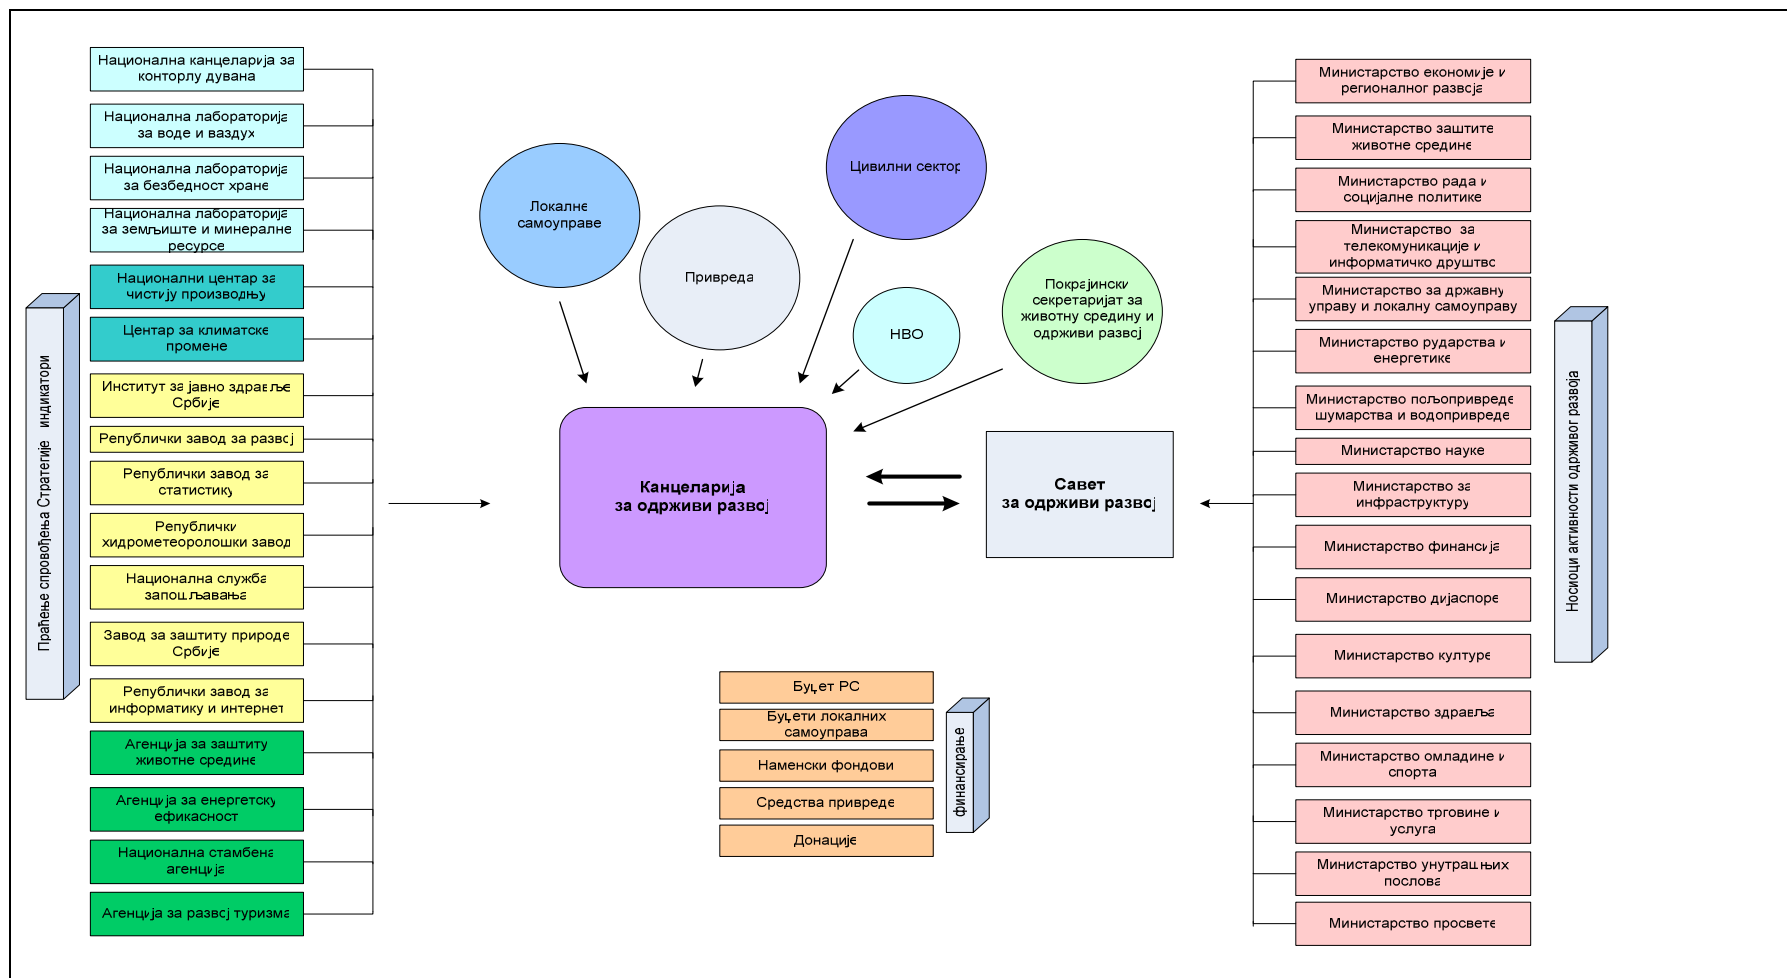 Национална канцеларија за
конторлу дувана
Национална лабораторија
за воде и ваздух
Национална лабораторија
за безбедност хране
Национална лабораторија
за земљиште и минералне
ресурсе
Национални центар за
чистију производњу
Центар за климатске
промене
Институт за јавно здравље
Србије
Републички завод за развој
Републички завод за
статистику
Републички
хидрометеоролошки завод
Национална служба
запошљавања
Завод за заштиту природе
Србије
Републички завод за
информатику и интернет
Агенција за заштиту
животне средине
Агенција за енергетску
ефикасност
Национална стамбена
агенција
Агенција за развој туризма
Праћење спровођења Стратегије индикатори
Локалне
самоуправе
Привреда
Цивилни сектор
НВО
Покрајински
секретаријат за
животну средину и
одрживи развој
Канцеларија
за одрживи развој
Савет
за одрживи развој
Буџет РС
Буџети локалних
самоуправа
Наменски фондови
Средства привреде
Донације
финансирање
Министарство економије и
регионалног развоја
Министарство заштите
животне средине
Министарство рада и
социјалне политике
Министарство за
телекомуникације и
информатичко друштво
Министарство за државну
управу и локалну самоуправу
Министарство рударства и
енергетике
Министарство пољопривреде
шумарства и водопривреде
Министарство науке
Министарство за
инфраструктуру
Министарство финансија
Министарство дијаспоре
Министарство културе
Министарство здравља
Министарство омладине и
спорта
Министарство трговине и
услуга
Министарство унутрашњих
послова
Министарство просвете
Носиоци активности одрживог развоја